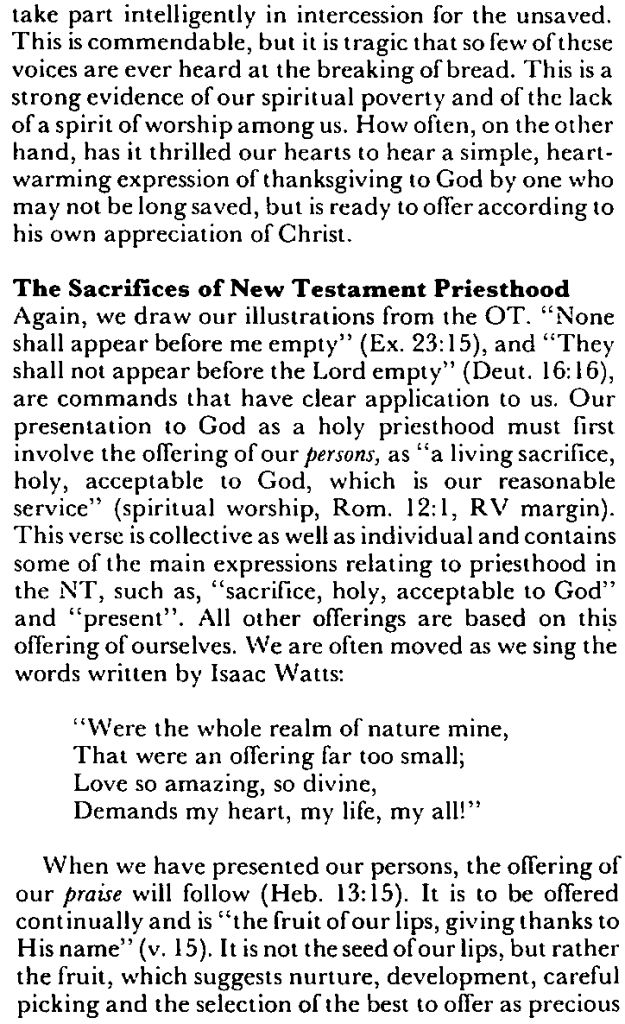 take part intelligently in intercession for the unsaved.
This is commendable, but it is tragic that so few of these
voices are ever heard at the breaking of bread. This is a
strong evidence of our spiritual poverty and of the lack
of a spirit of worship among us. How often, on the other
hand, has it thrilled our hearts to hear a simple, heart-
warming expression of thanksgiving to God by one who
may not be long saved, but is ready to offer according to
his own appreciation of Christ.
The Sacrifices of New Testament Priesthood
Again, we draw our illustrations from the OT. “None
shall appear before me empty” (Ex. 23:15), and “They
shall not appear before the Lord empty” (Deut. 16:16),
are commands that have clear application to us. Our
presentation to God as a holy priesthood must first
involve the offering of our persons, as “a living sacrifice,
holy, acceptable to God, which is our reasonable
service” (spiritual worship, Rom. 12:1, RV margin).
This verse is collective as well as individual and contains
some of the main expressions relating to priesthood in
the NT, such as, “sacrifice, holy, acceptable to God”
and “present”. All other offerings are based on this
offering of ourselves. We are often moved as we sing the
words written by Isaac Watts:
“Were the whole realm of nature mine,
That were an offering far too small;
Love so amazing, so divine,
Demands my heart, my life, my all!”
When we have presented our persons, the offering of
our praise will follow (Heb. 13:15). It is to be offered
continually and is “the fruit of our lips, giving thanks to
His name” (v. 15). It is not the seed of our lips, but rather
the fruit, which suggests nurture, development, careful
picking and the selection of the best to offer as precious